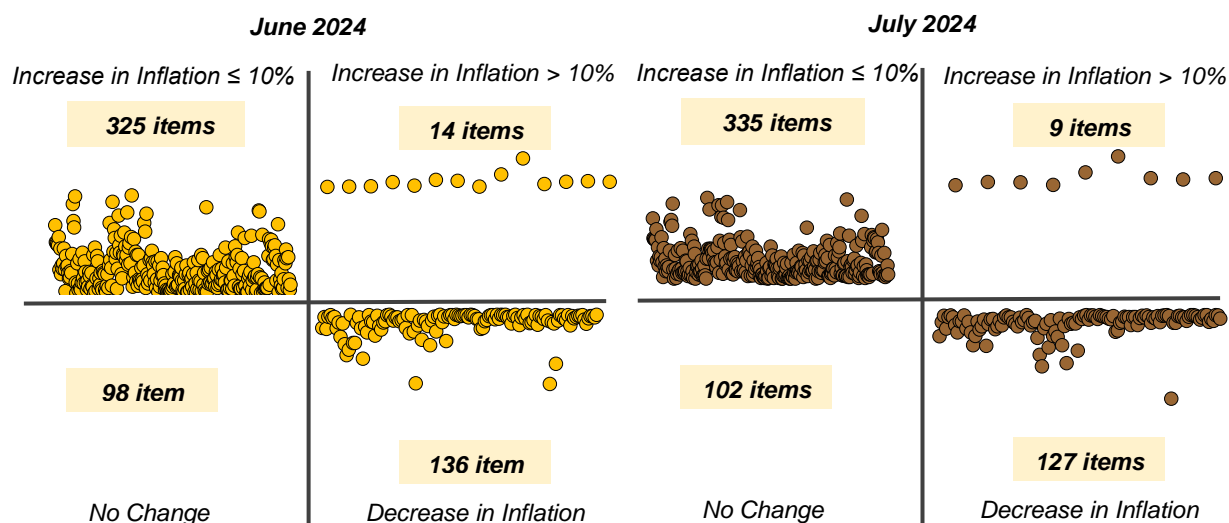 June 2024
Increase in Inflation ≤ 10%
Increase in Inflation > 10%
325 items
14 items
98 item
136 item
No Change
Decrease in Inflation
July 2024
Increase in Inflation ≤ 10%
Increase in Inflation > 10%
335 items
9 items
102 items
127 items
No Change
Decrease in Inflation